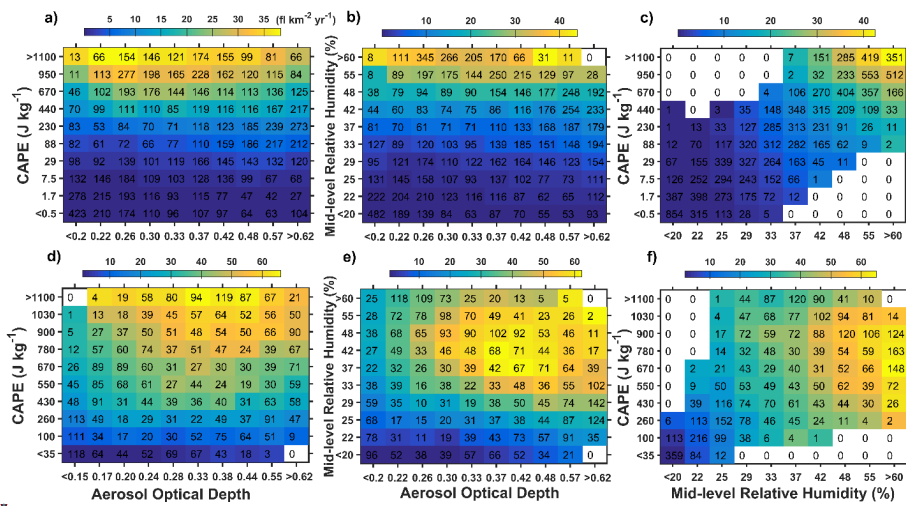 a) 5 15 25 35 (fl km-2 yr-1)
CAPE (J kg-1)
>1100 13 66 154 146 121 174 155 99 81 66
950 11 113 277 198 165 228 162 120 115 84
670 46 102 193 176 144 146 114 113 136 125
440 70 99 111 110 85 119 116 116 167 217
230 83 53 84 70 71 118 123 185 239 273
88 82 61 72 66 77 110 159 186 217 212
29 98 92 139 101 119 166 145 143 132 120
7.5 132 146 184 109 103 128 136 99 67 68
1.7 278 215 193 116 93 115 77 47 42 27
<0.5 423 210 174 110 96 107 97 64 63 104
<0.2 0.22 0.26 0.30 0.33 0.37 0.42 0.48 0.57 >0.62
b) 10 20 30 40
Mid-level Relative Humidity (%)
>60 8 111 345 266 205 170 66 31 11 0
55 8 89 197 175 144 250 215 129 97 28
48 38 79 94 89 90 154 146 177 248 192
42 44 60 83 74 75 86 116 176 254 233
37 81 70 61 71 71 110 133 168 187 179
33 127 89 120 103 95 139 185 151 148 194
29 95 121 174 110 122 162 164 146 123 154
25 131 145 158 107 93 137 102 77 73 111
22 222 204 210 123 116 116 87 62 65 112
<20 482 189 139 84 63 87 70 55 53 93
<0.2 0.22 0.26 0.30 0.33 0.37 0.42 0.48 0.57 >0.62
c) 10 20 30 40
CAPE (J kg-1)
>1100 0 0 0 0 0 7 151 285 419 351
950 0 0 0 0 0 2 32 233 553 512
670 0 0 0 0 4 106 270 404 357 166
440 3 0 3 35 148 348 315 209 109 33
230 1 13 33 127 285 313 231 91 26 11
88 12 70 117 320 312 282 164 62 9 2
29 67 155 339 327 264 163 45 11 0 0
7.5 126 252 294 243 152 66 1 0 0 0
1.7 387 398 273 175 72 12 0 0 0 0
<0.5 854 315 113 28 5 0 0 0 0 0
<20 22 25 29 33 37 42 48 55 >60
d) 10 20 30 40 50 60
CAPE (J kg-1)
>1100 0 4 19 58 80 94 119 87 67 21
1030 1 13 18 39 45 57 64 52 56 50
900 5 27 37 50 51 48 54 50 66 90
780 12 57 60 74 37 51 47 24 39 67
670 26 89 89 60 31 30 30 30 39 71
550 45 85 68 61 27 44 24 19 30 59
430 48 91 31 44 39 36 40 31 63 58
260 113 49 18 29 31 22 49 37 91 47
100 111 34 17 20 30 52 75 64 51 9
<35 118 64 44 52 69 67 43 18 3 0
<0.15 0.18 0.21 0.24 0.28 0.33 0.37 0.42 0.53 >0.62
Aerosol Optical Depth
e) 10 20 30 40 50 60
Mid-level Relative Humidity (%)
>60 25 118 109 73 25 20 13 5 5 0
55 28 72 78 98 70 49 41 23 26 2
48 38 68 65 93 90 102 92 53 46 11
42 27 49 33 46 48 68 71 44 36 17
37 22 32 26 30 39 42 67 71 64 39
33 38 39 16 38 22 33 48 36 55 102
29 59 35 10 31 19 38 50 45 74 142
25 68 17 15 20 31 37 38 44 87 124
22 78 31 11 19 39 43 73 57 91 35
<20 96 52 38 39 57 56 52 34 21 0
<0.2 0.22 0.26 0.30 0.33 0.37 0.42 0.48 0.57 >0.62
Aerosol Optical Depth
f) 10 20 30 40 50 60
CAPE (J kg-1)
>1100 0 0 1 44 87 120 90 41 10 0
1030 0 0 4 47 68 77 102 94 81 14
900 0 0 17 72 59 72 88 120 106 124
780 0 0 14 32 48 30 39 54 59 163
670 0 2 21 40 49 39 36 52 66 148
550 0 9 50 53 49 43 62 52 39 72
430 2 39 116 55 50 71 43 44 30 26
260 6 113 152 78 46 45 24 11 4 2
100 113 216 99 38 6 4 1 0 0 0
<35 359 84 12 0 0 0 0 0 0 0
<20 22 25 29 33 37 42 48 55 >60
Mid-level Relative Humidity (%)